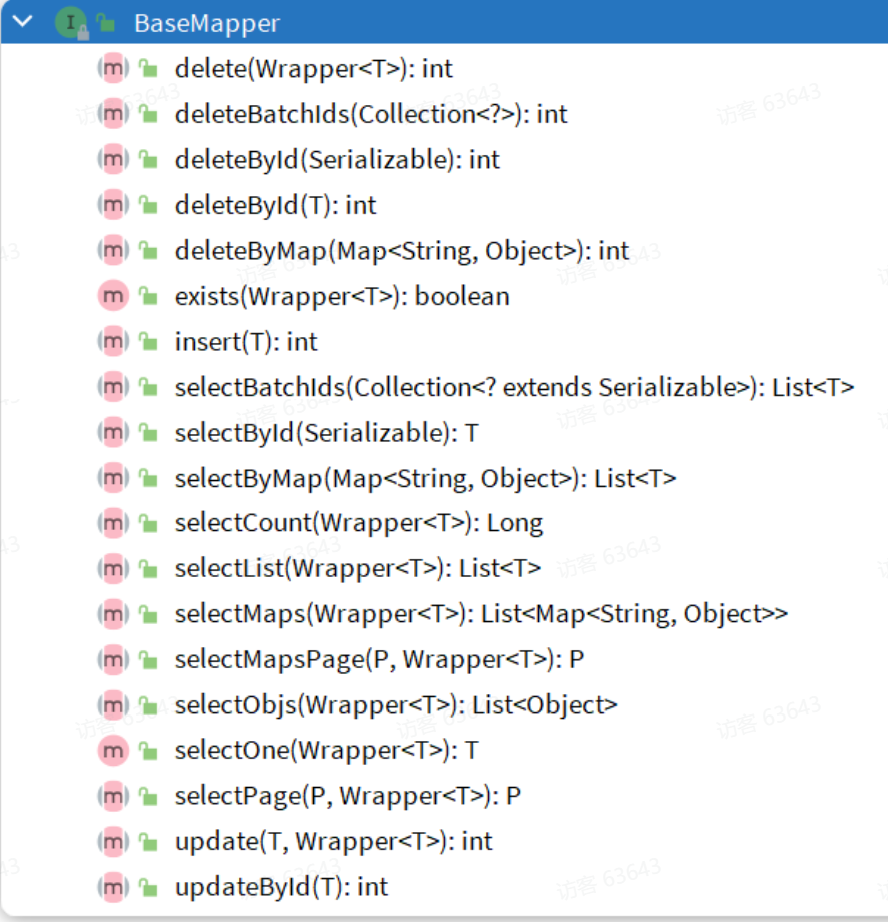 BaseMapper
delete(Wrapper<T>): int
deleteBatchIds(Collection<?>): int
deleteById(Serializable): int
deleteById(T): int
deleteByMap(Map<String, Object>): int
exists(Wrapper<T>): boolean
insert(T): int
selectBatchIds(Collection<? extends Serializable>): List<T>
selectById(Serializable): T
selectByMap(Map<String, Object>): List<T>
selectCount(Wrapper<T>): Long
selectList(Wrapper<T>): List<T>
selectMaps(Wrapper<T>): List<Map<String, Object>>
selectMapsPage(P, Wrapper<T>): P
selectObjs(Wrapper<T>): List<Object>
selectOne(Wrapper<T>): T
selectPage(P, Wrapper<T>): P
update(T, Wrapper<T>): int
updateById(T): int
访客 63643